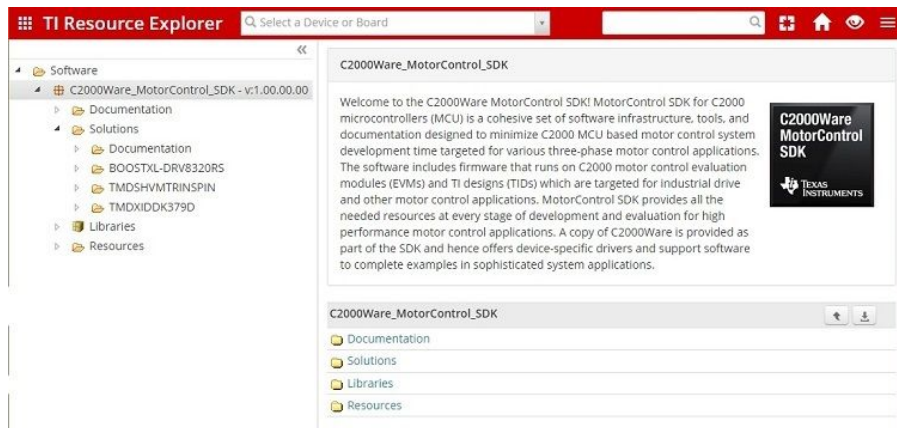 TI Resource Explorer
Select a Device or Board
Software
C2000Ware_MotorControl_SDK - v:1.00.00.00
Documentation
Solutions
Documentation
BOOSTXL-DRV8320RS
TMDSHVMTRINSPIN
TMDXIDDK379D
Libraries
Resources
C2000Ware_MotorControl_SDK
Welcome to the C2000Ware MotorControl SDK! MotorControl SDK for C2000
microcontrollers (MCU) is a cohesive set of software infrastructure, tools, and
documentation designed to minimize C2000 MCU based motor control system
development time targeted for various three-phase motor control applications.
The software includes firmware that runs on C2000 motor control evaluation
modules (EVMs) and TI designs (TIDs) which are targeted for industrial drive
and other motor control applications. MotorControl SDK provides all the
needed resources at every stage of development and evaluation for high
performance motor control applications. A copy of C2000Ware is provided as
part of the SDK and hence offers device-specific drivers and support software
to complete examples in sophisticated system applications.
C2000Ware
MotorControl
SDK
TEXAS
INSTRUMENTS
C2000Ware_MotorControl_SDK
Documentation
Solutions
Libraries
Resources